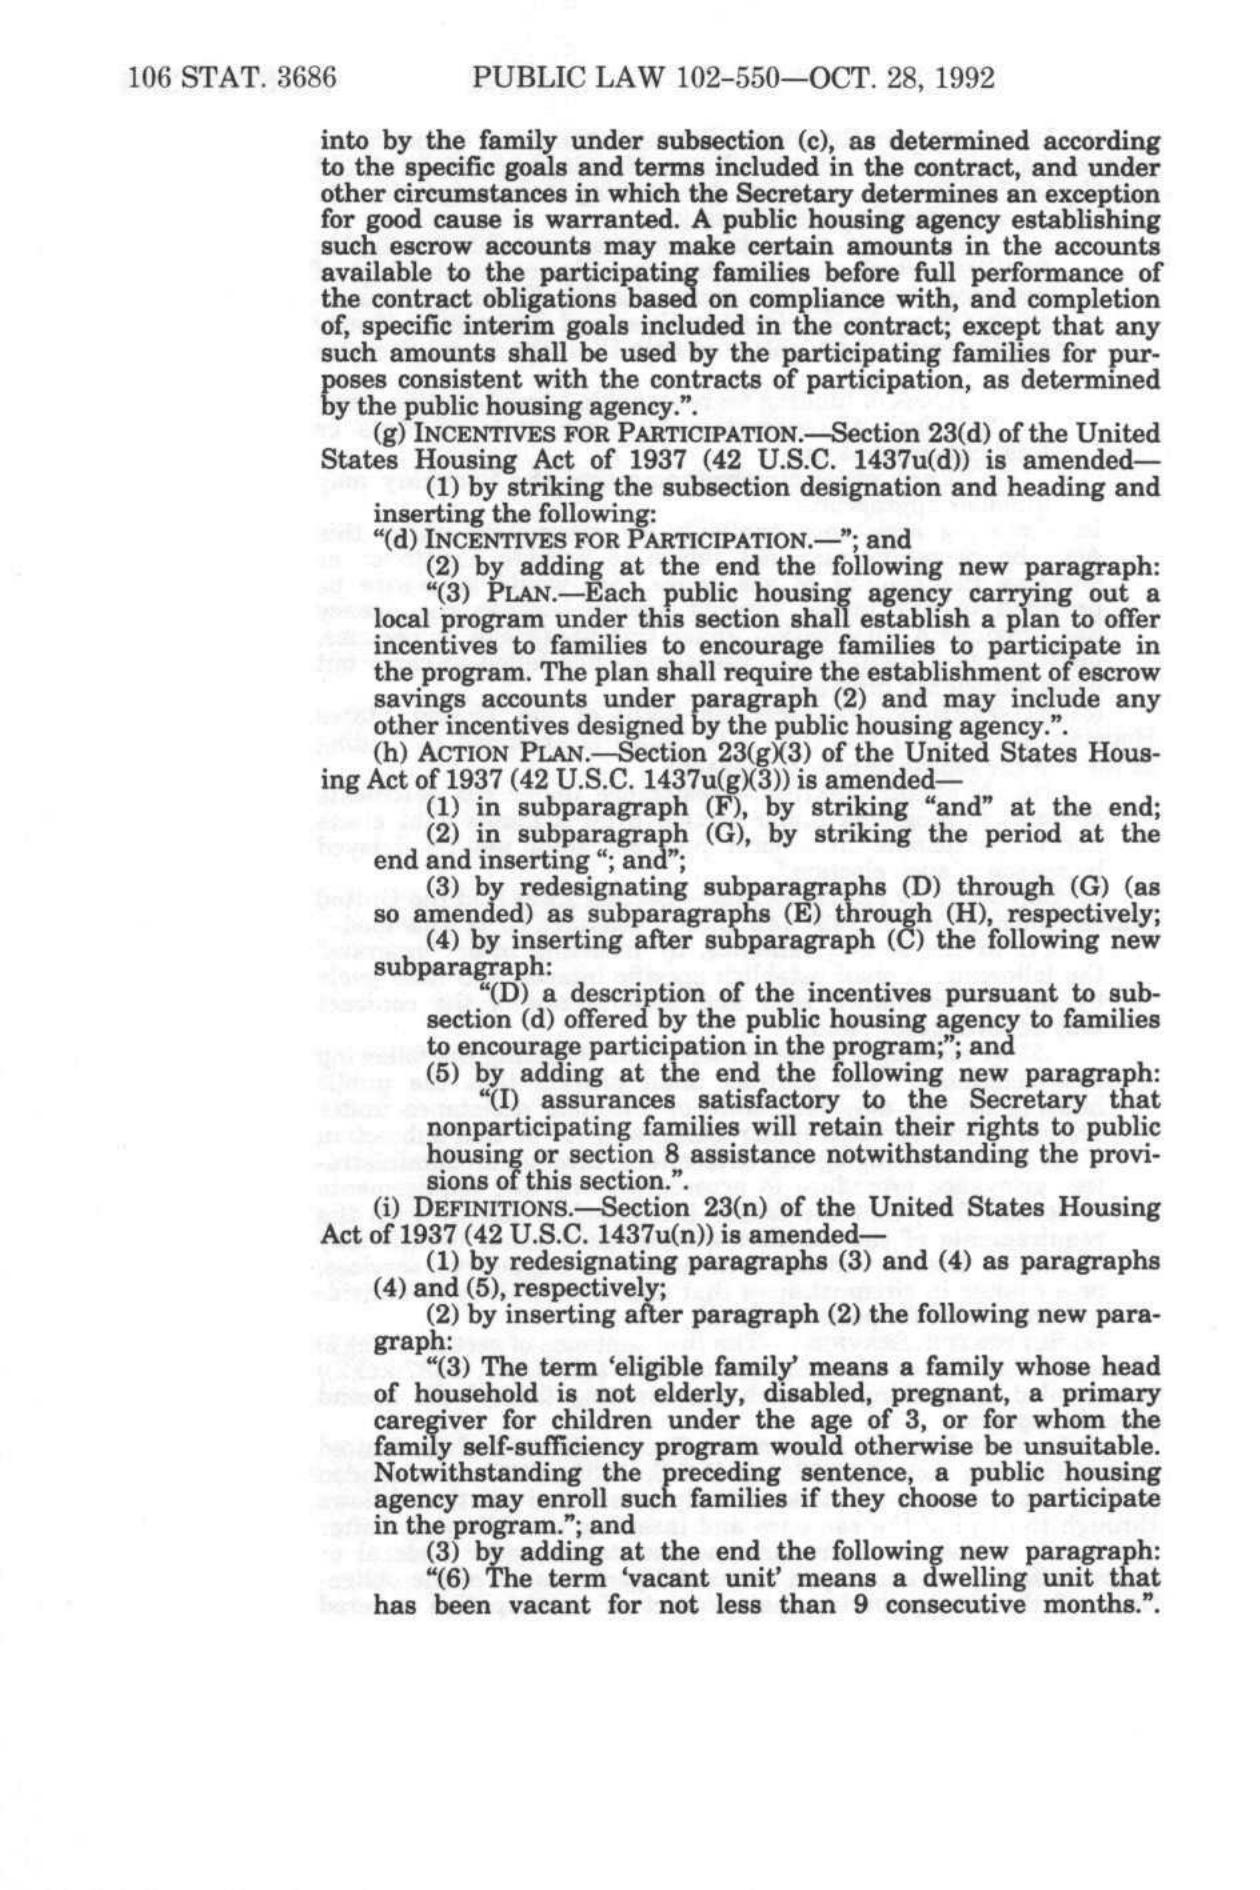 106 STAT. 3686 PUBLIC LAW 102-550—OCT. 28, 1992
into by the family under subsection (c), as determined according
to the specific goals and terms included in the contract, and under
other circumstances in which the Secretary determines an exception
for good cause is warranted. A public housing agency establishing
such escrow accounts may make certain amounts in the accounts
available to the participating families before full performance of
the contract obligations based on compliance with, and completion
of, specific interim goals included in the contract; except that any
such amounts shall be used by the participating families for pur-
poses consistent with the contracts of participation, as determined
by the public housing agency.”.
(g) INCENTIVES FOR PARTICIPATION.—Section 23(d) of the United
States Housing Act of 1937 (42 U.S.C. 1437u(d)) is amended—
(1) by striking the subsection designation and heading and
inserting the following:
“(d) INCENTIVES FOR PARTICIPATION.—”; and
(2) by adding at the end the following new paragraph:
“(3) PLAN.—Each public housing agency carrying out a
local program under this section shall establish a plan to offer
incentives to families to encourage families to participate in
the program. The plan shall require the establishment of escrow
savings accounts under paragraph (2) and may include any
other incentives designed by the public housing agency.”
(h) ACTION PLAN.—Section 23(g)(3) of the United States Hous-
ing Act of 1937 (42 U.S.C. 1437u(g)(3)) is amended—
(1) in subparagraph (F), by striking “and” at the end;
(2) in subparagraph (G), by striking the period at the
end and inserting “; and”;
(3) by redesignating subparagraphs (D) through (G) (as
so amended) as subparagraphs (E) through (H), respectively;
(4) by inserting after subparagraph (C) the following new
subparagraph:
“(D) a description of the incentives pursuant to sub-
section (d) offered by the public housing agency to families
to encourage participation in the program;”; and
(5) by adding at the end the following new paragraph:
“(I) assurances satisfactory to the Secretary that
nonparticipating families will retain their rights to public
housing or section 8 assistance notwithstanding the provi-
sions of this section.”.
(i) DEFINITIONS.—Section 23(n) of the United States Housing
Act of 1937 (42 U.S.C. 1437u(n)) is amended—
(1) by redesignating paragraphs (3) and (4) as paragraphs
(4) and (5), respectively;
(2) by inserting after paragraph (2) the following new para-
graph:
“(3) The term ‘eligible family’ means a family whose head
of household is not elderly, disabled, pregnant, a primary
caregiver for children under the age of 3, or for whom the
family self-sufficiency program would otherwise be unsuitable.
Notwithstanding the preceding sentence, a public housing
agency may enroll such families if they choose to participate
in the program.”; and
(3) by adding at the end the following new paragraph:
“(6) The term ‘vacant unit’ means a dwelling unit that
has been vacant for not less than 9 consecutive months.”.